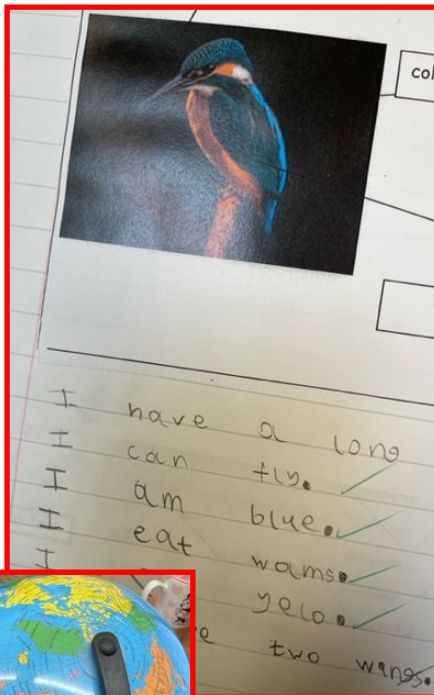 col
I have a long
I can fly.
I am blue.
I eat wams.
I yelo.
e two wings.